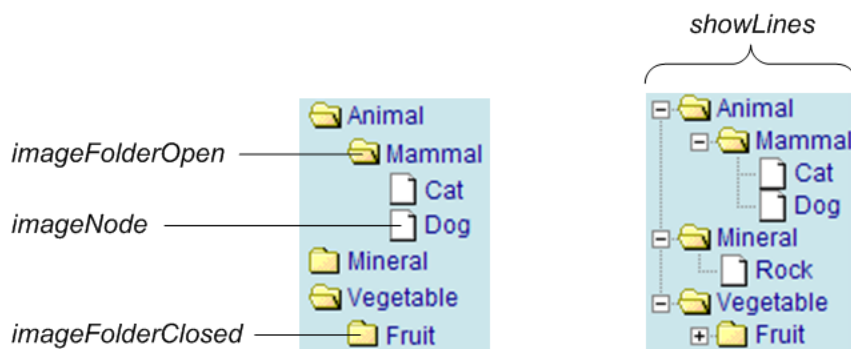 showLines
Animal
imageFolderOpen
Mammal
Cat
imageNode
Dog
Mineral
Vegetable
imageFolderClosed
Fruit
Animal
Mammal
Cat
Dog
Mineral
Rock
Vegetable
Fruit